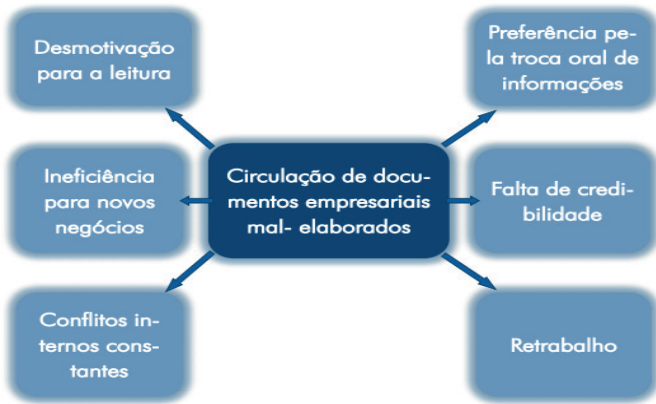 Desmotivação
para a leitura
Preferência pe-
la troca oral de
informações
Ineficiência
para novos
negócios
Circulação de docu-
mentos empresariais
mal- elaborados
Falta de credi-
bilidade
Conflitos in-
ternos cons-
tantes
Retrabalho